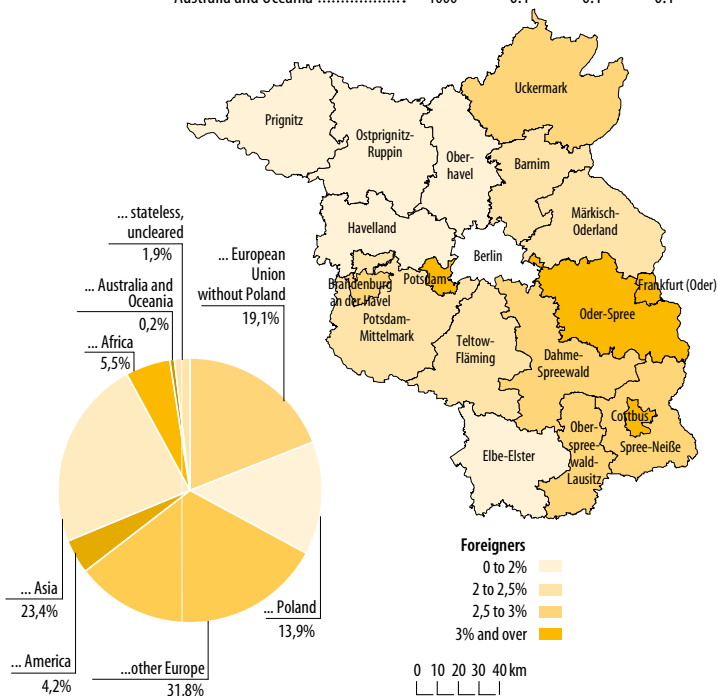 Australia and Oceania ...................
Uckermark
Prignitz
Ostprignitz-
Ruppin
Ober-
havel
Barnim
Märkisch-
Oderland
Havelland
Berlin
Brandenburg
an der Havel
Potsdam
Frankfurt (Oder)
Oder-Spree
Potsdam-
Mittelmark
Teltow-
Fläming
Dahme-
Spreewald
Cottbus
Ober-
spree-
wald-
Lausitz
Spree-Neiße
Elbe-Elster
... stateless,
uncleared
1,9%
... European
Union
without Poland
19,1%
... Australia and
Oceania
0,2%
... Africa
5,5%
... Asia
23,4%
... Poland
13,9%
... America
4,2%
...other Europe
31,8%
Foreigners
0 to 2%
2 to 2,5%
2,5 to 3%
3% and over
0 10 20 30 40 km